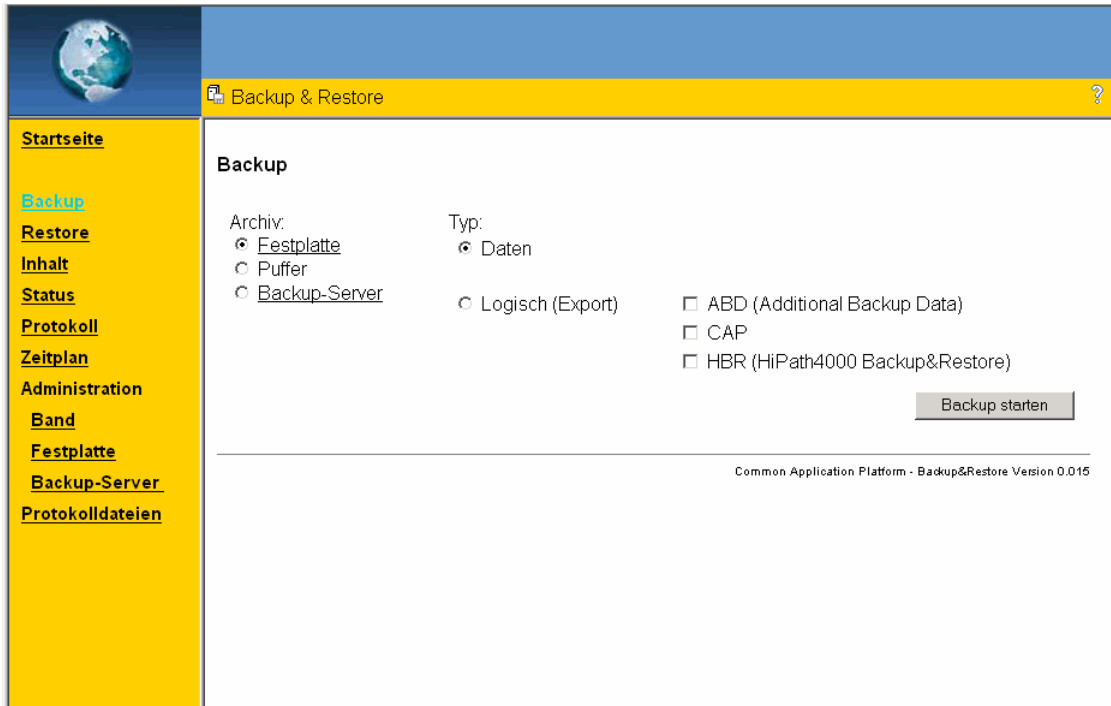 Backup & Restore
?
Startseite
Backup
Restore
Inhalt
Status
Protokoll
Zeitplan
Administration
Band
Festplatte
Backup-Server
Protokolldateien
Backup
Archiv: Typ:
Festplatte Daten
Puffer
Backup-Server Logisch (Export) ABD (Additional Backup Data)
CAP
HBR (HiPath4000 Backup&Restore)
Backup starten
Common Application Platform - Backup&Restore Version 0.015